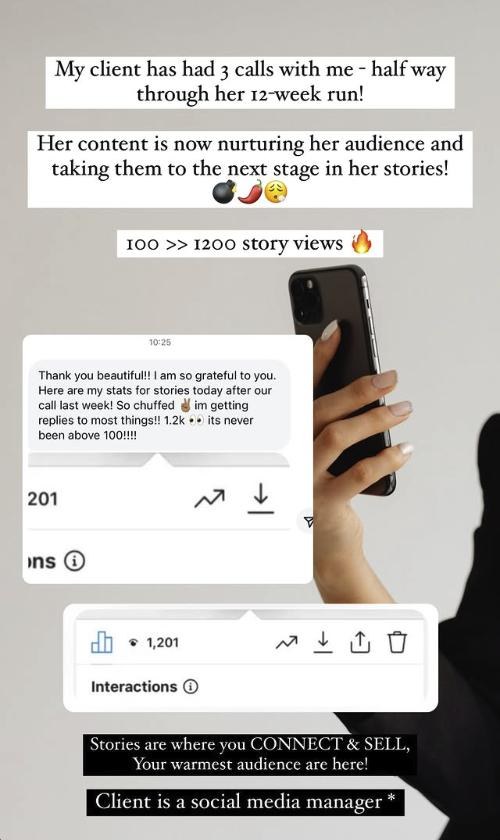 My client has had 3 calls with me - half way
through her 12-week run!
Her content is now nurturing her audience and
taking them to the next stage in her stories!
💣🌶️😮‍💨
100 >> 1200 story views 🔥
10:25
Thank you beautiful!! I am so grateful to you.
Here are my stats for stories today after our
call last week! So chuffed ✌🏽 im getting
replies to most things!! 1.2k 👀 its never
been above 100!!!!
201
ns
1,201
Interactions
Stories are where you CONNECT & SELL,
Your warmest audience are here!
Client is a social media manager *